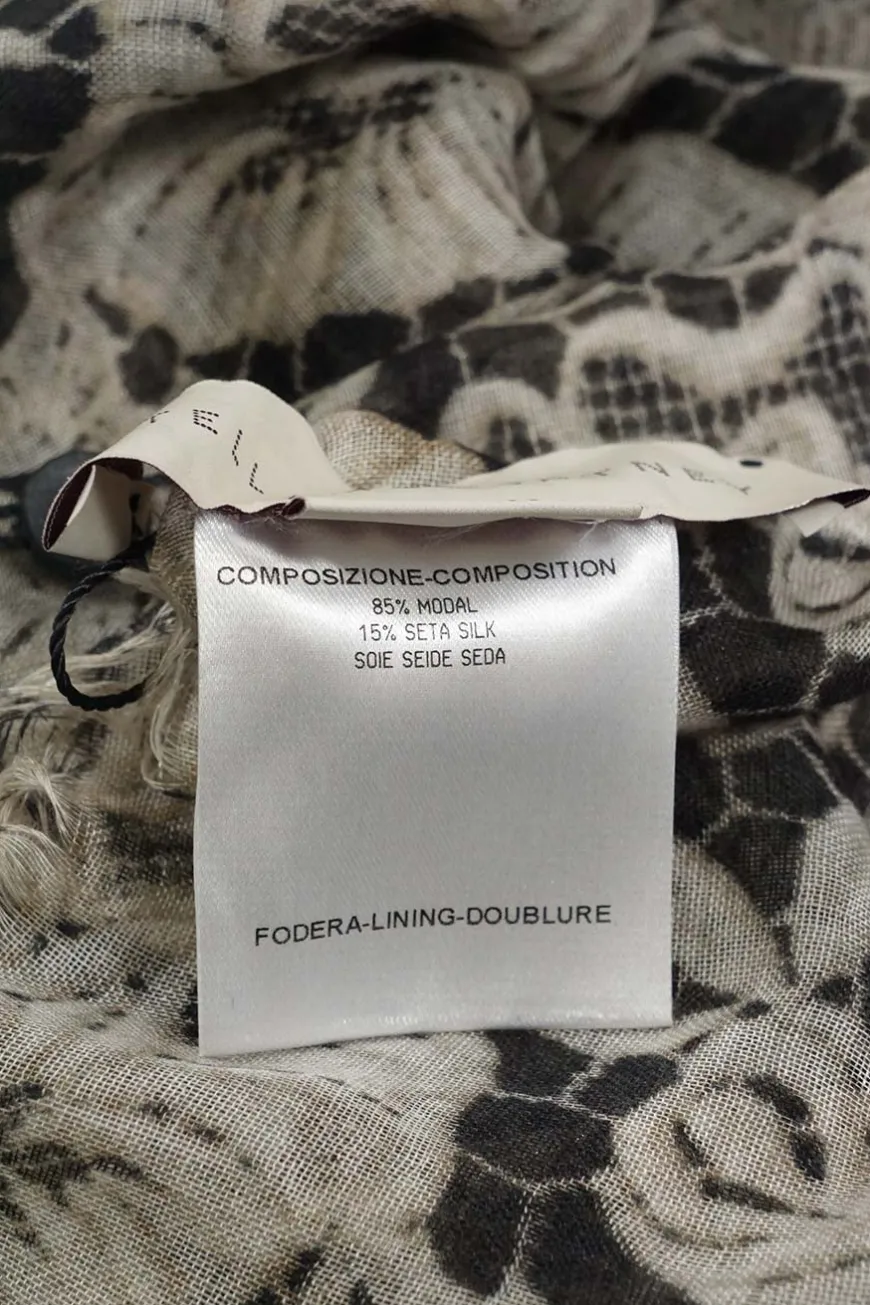 COMPOSIZIONE-COMPOSITION
85% MODAL
15% SETA SILK
SOIE SEIDE SEDA
FODERA-LINING-DOUBLURE